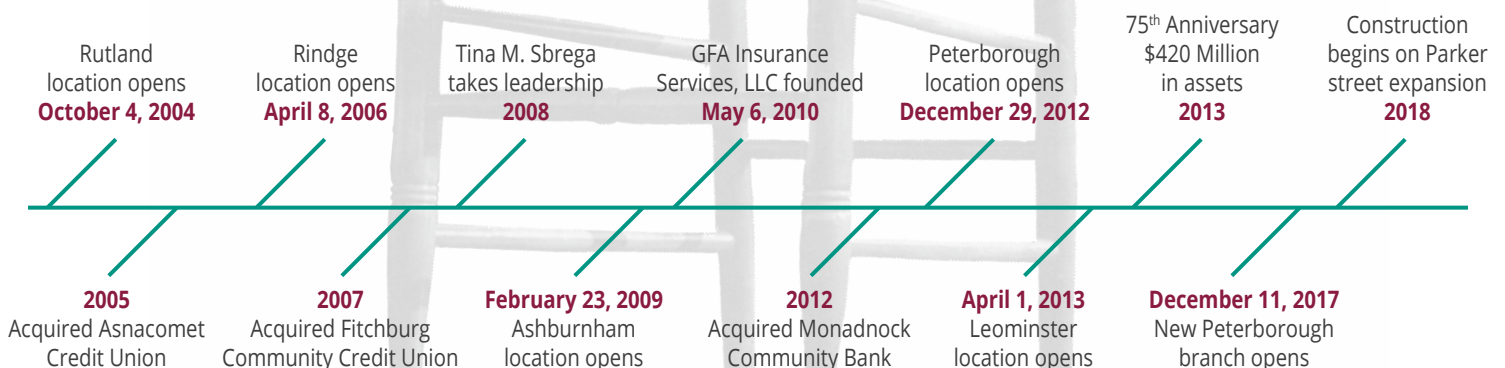 Rutland
location opens
October 4, 2004
Rindge
location opens
April 8, 2006
Tina M. Sbrega
takes leadership
2008
GFA Insurance
Services, LLC founded
May 6, 2010
Peterborough
location opens
December 29, 2012
75th Anniversary
$420 Million
in assets
2013
Construction
begins on Parker
street expansion
2018
2005
Acquired Asnacomet
Credit Union
2007
Acquired Fitchburg
Community Credit Union
February 23, 2009
Ashburnham
location opens
2012
Acquired Monadnock
Community Bank
April 1, 2013
Leominster
location opens
December 11, 2017
New Peterborough
branch opens